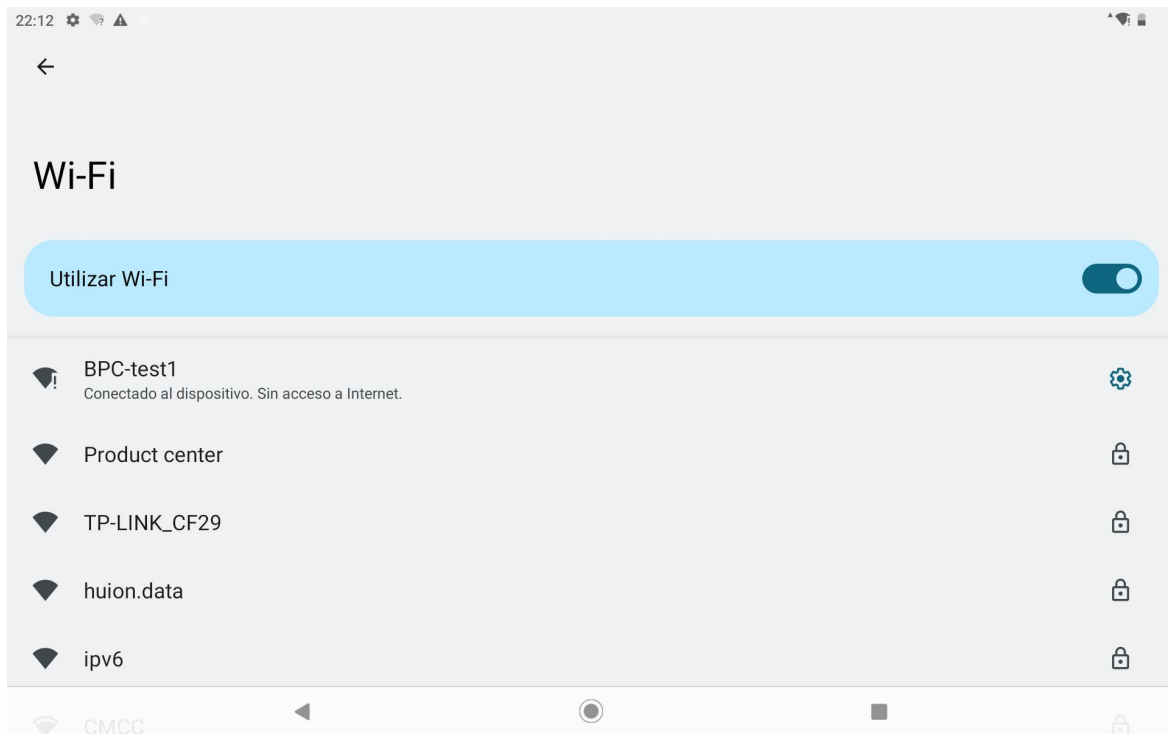 22:12
Wi-Fi
Utilizar Wi-Fi
BPC-test1
Conectado al dispositivo. Sin acceso a Internet.
Product center
TP-LINK_CF29
huion.data
ipv6
CMCC